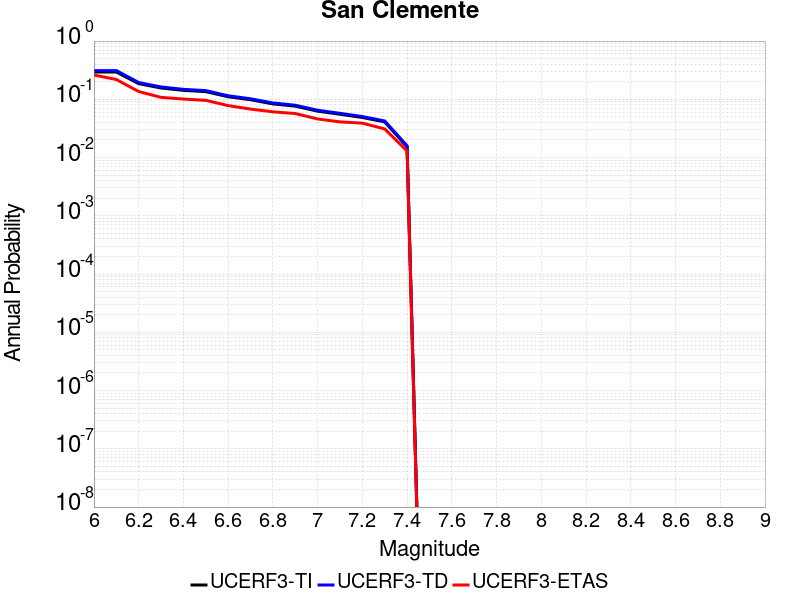 San Clemente
Annual Probability
10^0
10^-1
10^-2
10^-3
10^-4
10^-5
10^-6
10^-7
10^-8
6 6.2 6.4 6.6 6.8 7 7.2 7.4 7.6 7.8 8 8.2 8.4 8.6 8.8 9
Magnitude
UCERF3-TI UCERF3-TD UCERF3-ETAS